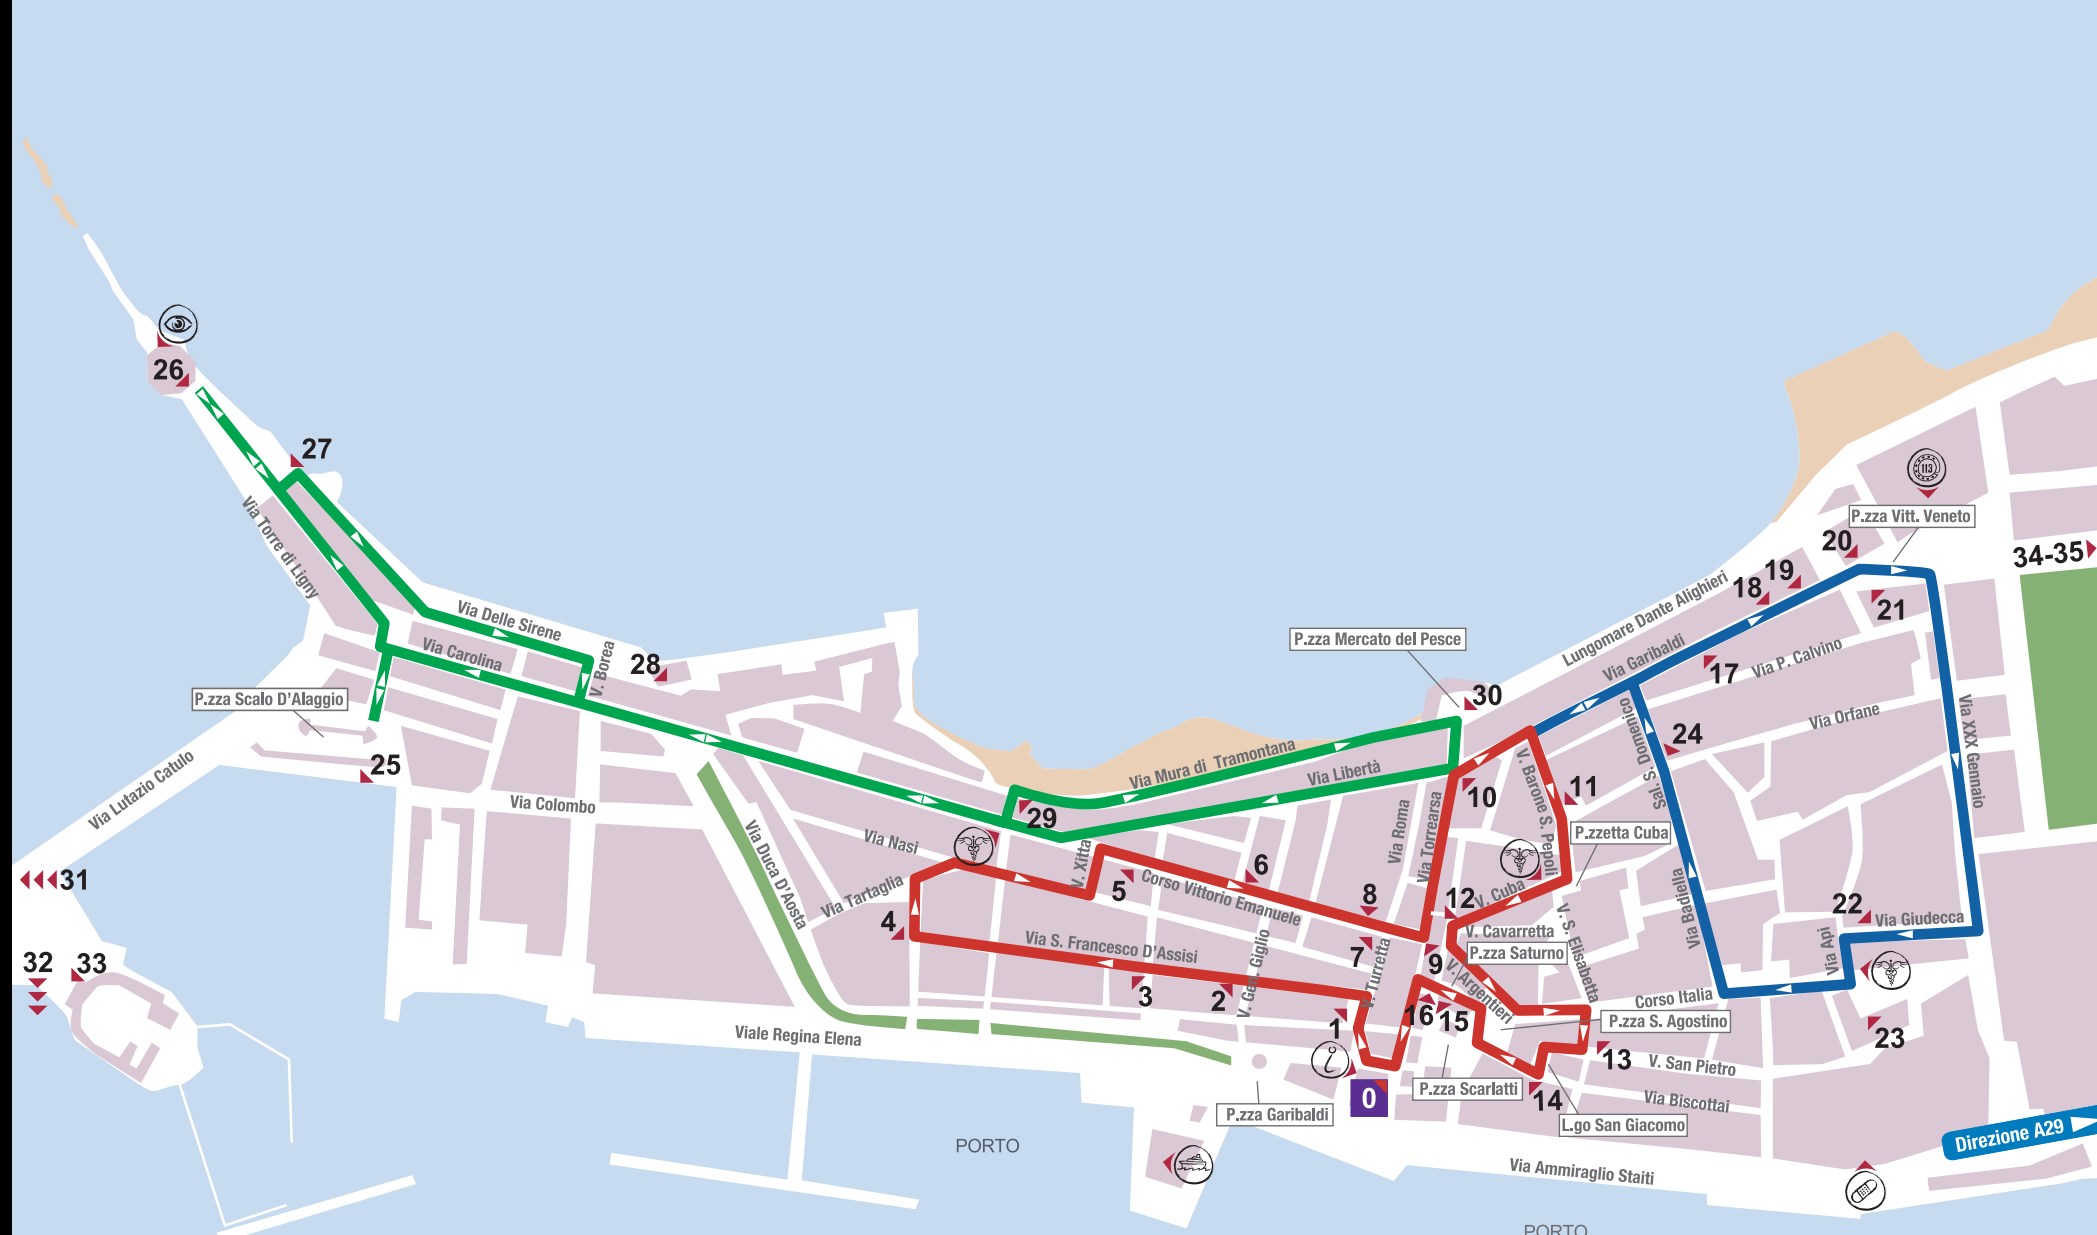 26
27
Via Torre di Ligny
Via Delle Sirene
Via Carolina
V. Borea
28
P.zza Scalo D'Alaggio
25
Via Lutazio Catulo
Via Colombo
31
32
33
Via Duca D'Aosta
Via Nasi
Via Tartaglia
4
29
V. Xitta
5
Via Mura di Tramontana
Via Libertà
Corso Vittorio Emanuele
6
Via S. Francesco D'Assisi
3
2
V. Gen. Giglio
Viale Regina Elena
P.zza Garibaldi
PORTO
P.zza Mercato del Pesce
30
Via Roma
Via Torrearsa
8
7
V. Turretta
9
1
0
10
V. Barone S. Pepoli
11
P.zzetta Cuba
12
V. Cuba
V. Cavarretta
P.zza Saturno
V. Argentieri
V. S. Elisabetta
16
15
P.zza Scarlatti
P.zza S. Agostino
13
14
L.go San Giacomo
V. San Pietro
Via Biscottai
Corso Italia
Via Ammiraglio Staiti
PORTO
Lungomare Dante Alighieri
Via Garibaldi
18
19
20
113
P.zza Vitt. Veneto
34-35
21
17
Via P. Calvino
Via Orfane
Sal. S. Domenico
24
Via Badiella
Via XXX Gennaio
22
Via Giudecca
Via Api
23
Direzione A29